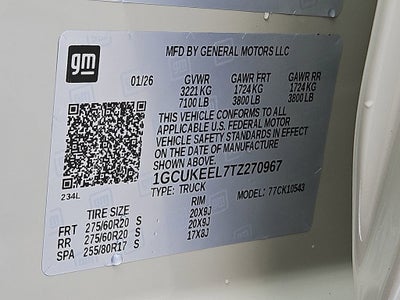 gm
MFD BY GENERAL MOTORS LLC
01/26 GVWR GAWR FRT GAWR RR
3221 KG 1724 KG 1724 KG
7100 LB 3800 LB 3800 LB
THIS VEHICLE CONFORMS TO ALL
APPLICABLE U.S. FEDERAL MOTOR
VEHICLE SAFETY STANDARDS IN EFFECT
ON THE DATE OF MANUFACTURE
SHOWN ABOVE.
1GCUKEEL7TZ270967
234L TYPE: TRUCK MODEL: 77CK10543
TIRE SIZE RIM
FRT 275/60R20 S 20X9J
RR 275/60R20 S 20X9J
SPA 255/80R17 S 17X8J